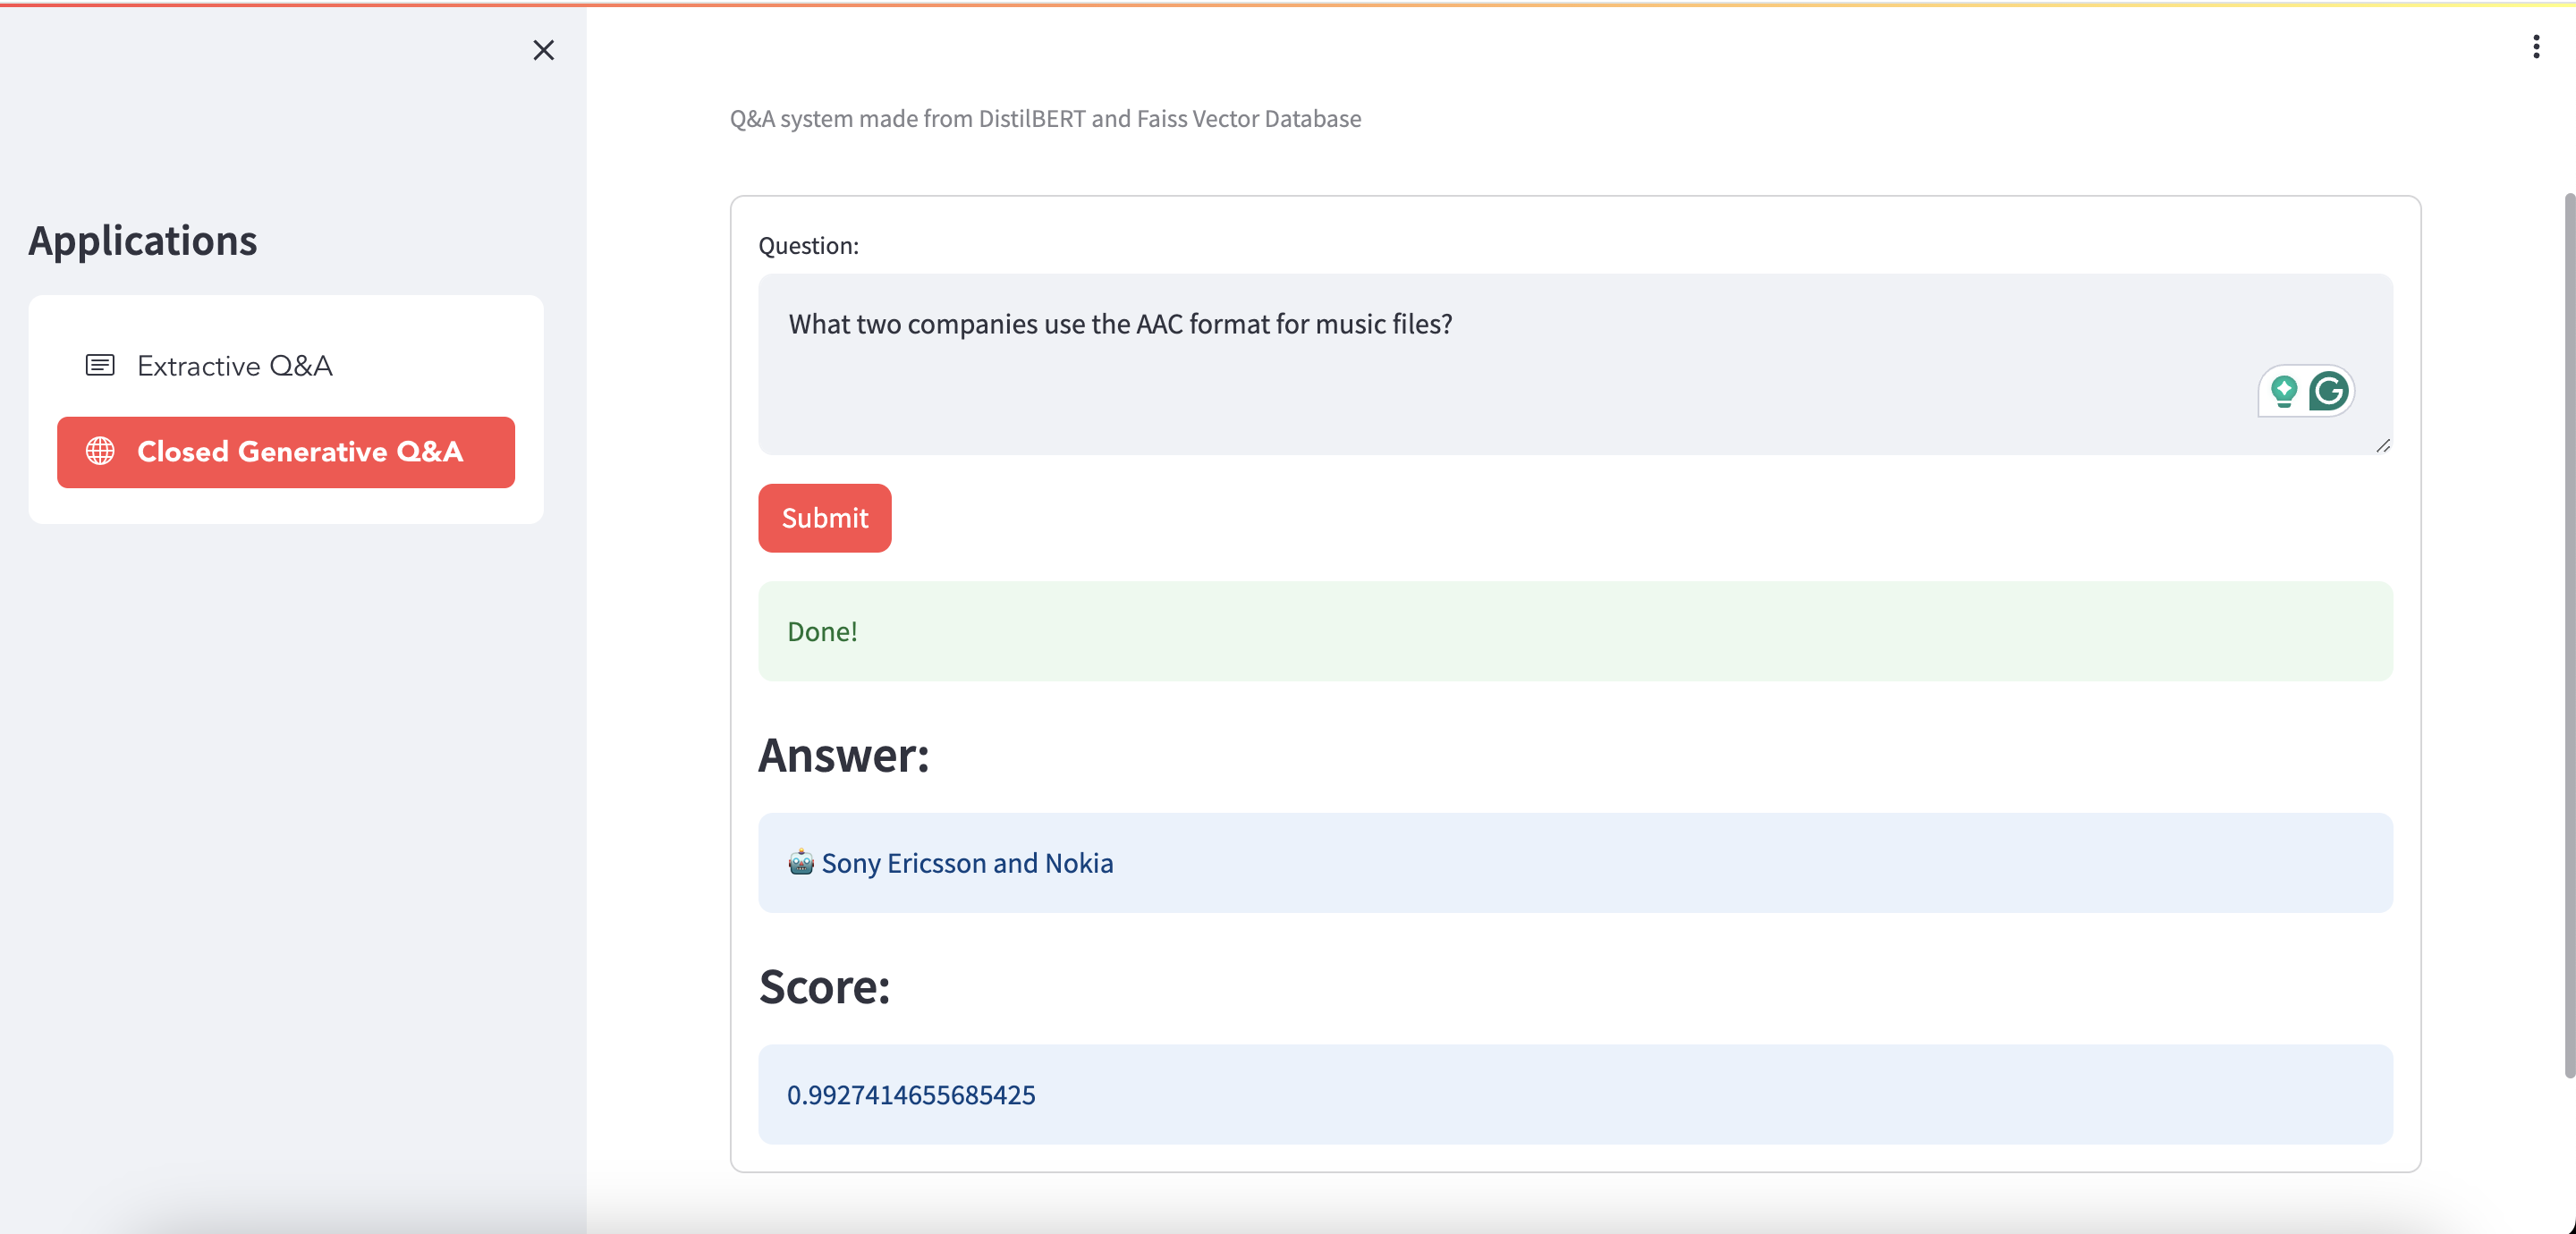 Applications
Extractive Q&A
Closed Generative Q&A
Q&A system made from DistilBERT and Faiss Vector Database
Question:
What two companies use the AAC format for music files?
Submit
Done!
Answer:
🤖 Sony Ericsson and Nokia
Score:
0.9927414655685425